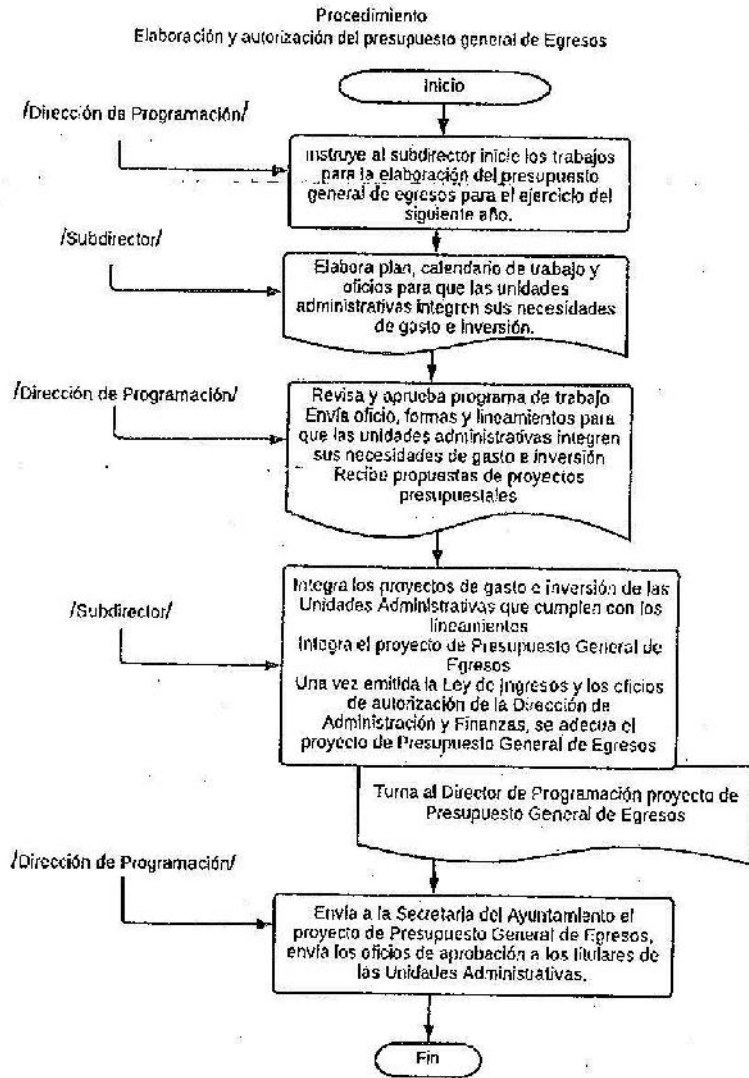 Procedimiento
Elaboración y autorización del presupuesto general de Egresos
Inicio
/Dirección de Programación/
Instruye al subdirector inicie los trabajos
para la elaboración del presupuesto
general de egresos para el ejercicio del
siguiente año.
/Subdirector/
Elabora plan, calendario de trabajo y
oficios para que las unidades
administrativas integren sus necesidades
de gasto e inversión.
/Dirección de Programación/
Revisa y aprueba programa de trabajo
Envía oficio, formas y lineamientos para
que las unidades administrativas integren
sus necesidades de gasto e inversión
Recibe propuestas de proyectos
presupuestales
/Subdirector/
Integra los proyectos de gasto e inversión de las
Unidades Administrativas que cumplen con los
lineamientos
Integra el proyecto de Presupuesto General de
Egresos
Una vez emitida la Ley de Ingresos y los oficios
de autorización de la Dirección de
Administración y Finanzas, se adecua el
proyecto de Presupuesto General de Egresos
Turna al Director de Programación proyecto de
Presupuesto General de Egresos
/Dirección de Programación/
Envía a la Secretaria del Ayuntamiento el
proyecto de Presupuesto General de Egresos,
envía los oficios de aprobación a los titulares de
las Unidades Administrativas.
Fin